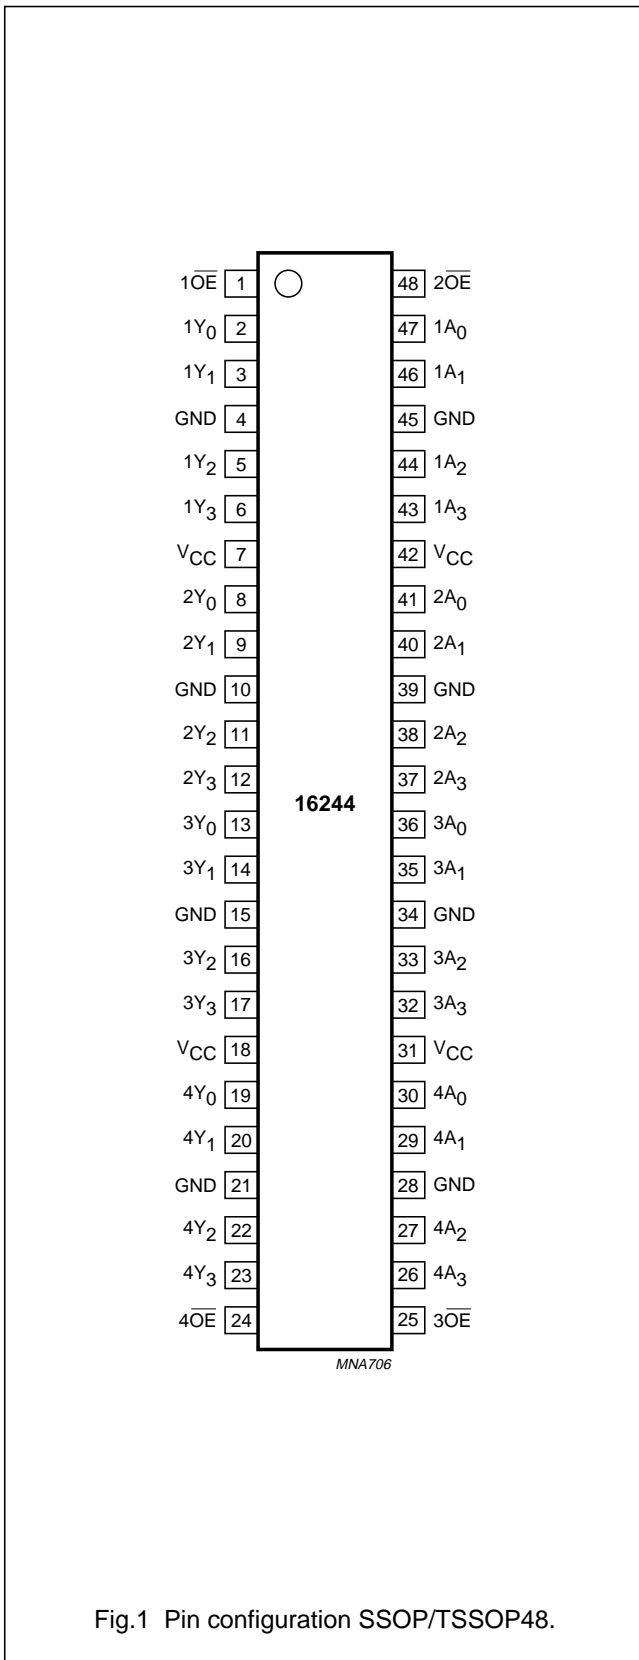 1O̅E̅ 1 48 2O̅E̅
1Y0 2 47 1A0
1Y1 3 46 1A1
GND 4 45 GND
1Y2 5 44 1A2
1Y3 6 43 1A3
VCC 7 42 VCC
2Y0 8 41 2A0
2Y1 9 40 2A1
GND 10 39 GND
2Y2 11 38 2A2
2Y3 12 37 2A3
16244
3Y0 13 36 3A0
3Y1 14 35 3A1
GND 15 34 GND
3Y2 16 33 3A2
3Y3 17 32 3A3
VCC 18 31 VCC
4Y0 19 30 4A0
4Y1 20 29 4A1
GND 21 28 GND
4Y2 22 27 4A2
4Y3 23 26 4A3
4O̅E̅ 24 25 3O̅E̅
MNA706
Fig.1 Pin configuration SSOP/TSSOP48.